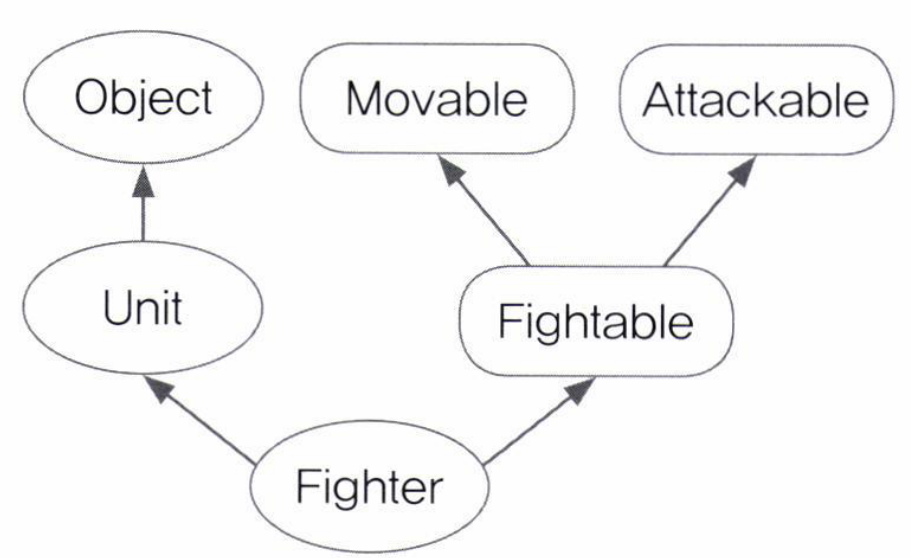 Object
Movable
Attackable
Unit
Fightable
Fighter